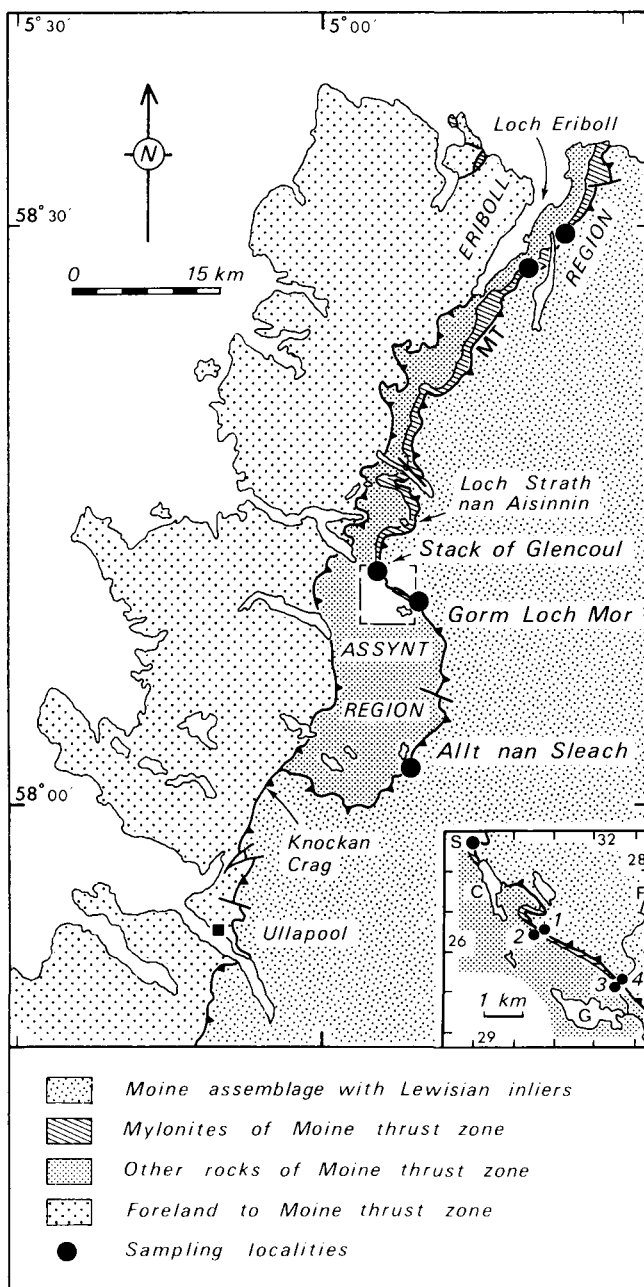 5°30′
5°00′
N
Loch Eriboll
58°30′
ERIBOLL
REGION
0 15 km
MT
Loch Strath
nan Aisinnin
Stack of Glencoul
Gorm Loch Mor
ASSYNT
REGION
Allt nan Sleach
58°00′
Knockan
Crag
Ullapool
S
32
28
C
F
1
26
2
4
3
1 km
G
29
Moine assemblage with Lewisian inliers
Mylonites of Moine thrust zone
Other rocks of Moine thrust zone
Foreland to Moine thrust zone
Sampling localities